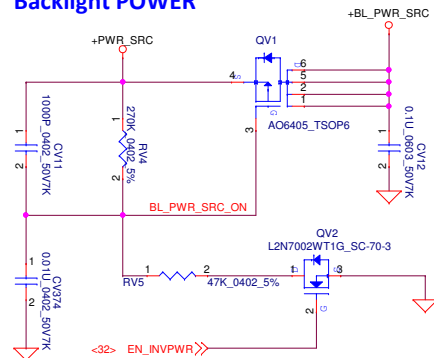 Backlight POWER
+BL_PWR_SRC
+PWR_SRC
QV1
4
S
D
6
5
2
1
G
3
AO6405_TSOP6
1
2
1000P_0402_50V7K
CV11
1
2
270K_0402_5%
RV4
1
2
0.1U_0603_50V7K
CV12
BL_PWR_SRC_ON
QV2
L2N7002WT1G_SC-70-3
1
2
0.01U_0402_50V7K
CV374
RV5
1
2
47K_0402_5%
1
D
S
3
G
2
<32> EN_INVPWR